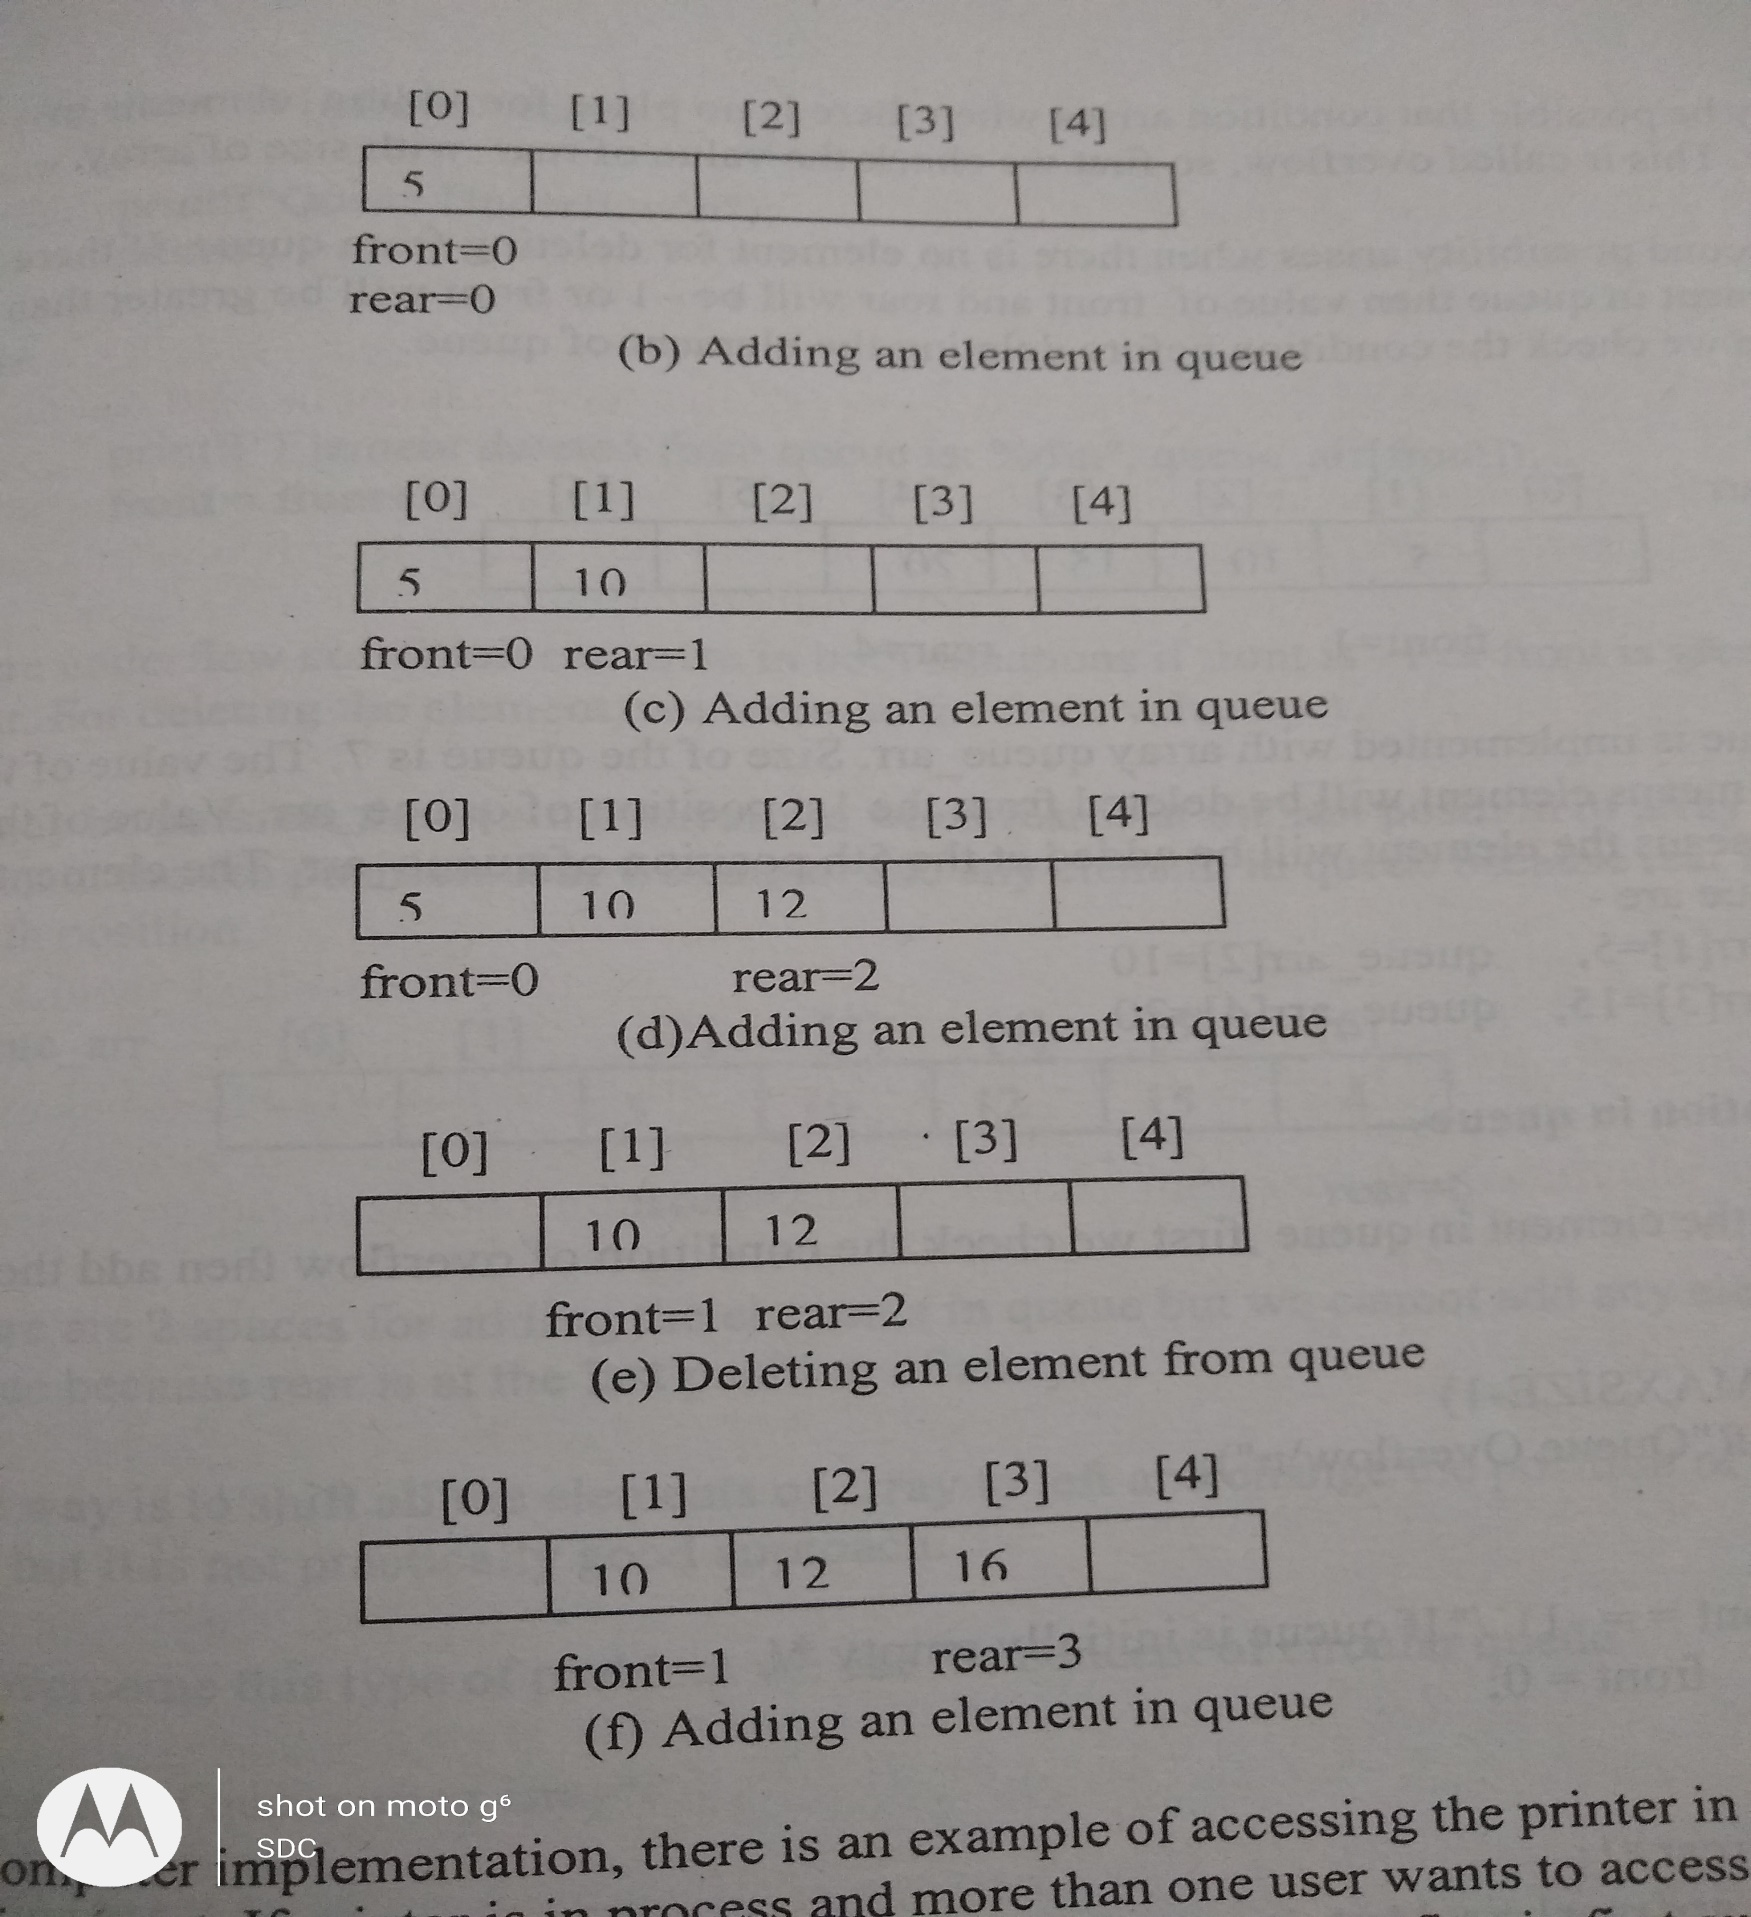 [0] [1] [2] [3] [4]
5
front=0
rear=0
(b) Adding an element in queue
[0] [1] [2] [3] [4]
5 10
front=0 rear=1
(c) Adding an element in queue
[0] [1] [2] [3] [4]
5 10 12
front=0 rear=2
(d)Adding an element in queue
[0] [1] [2] [3] [4]
10 12
front=1 rear=2
(e) Deleting an element from queue
[0] [1] [2] [3] [4]
10 12 16
front=1 rear=3
(f) Adding an element in queue
shot on moto g⁶
SDC
implementation, there is an example of accessing the printer in
in process and more than one user wants to access